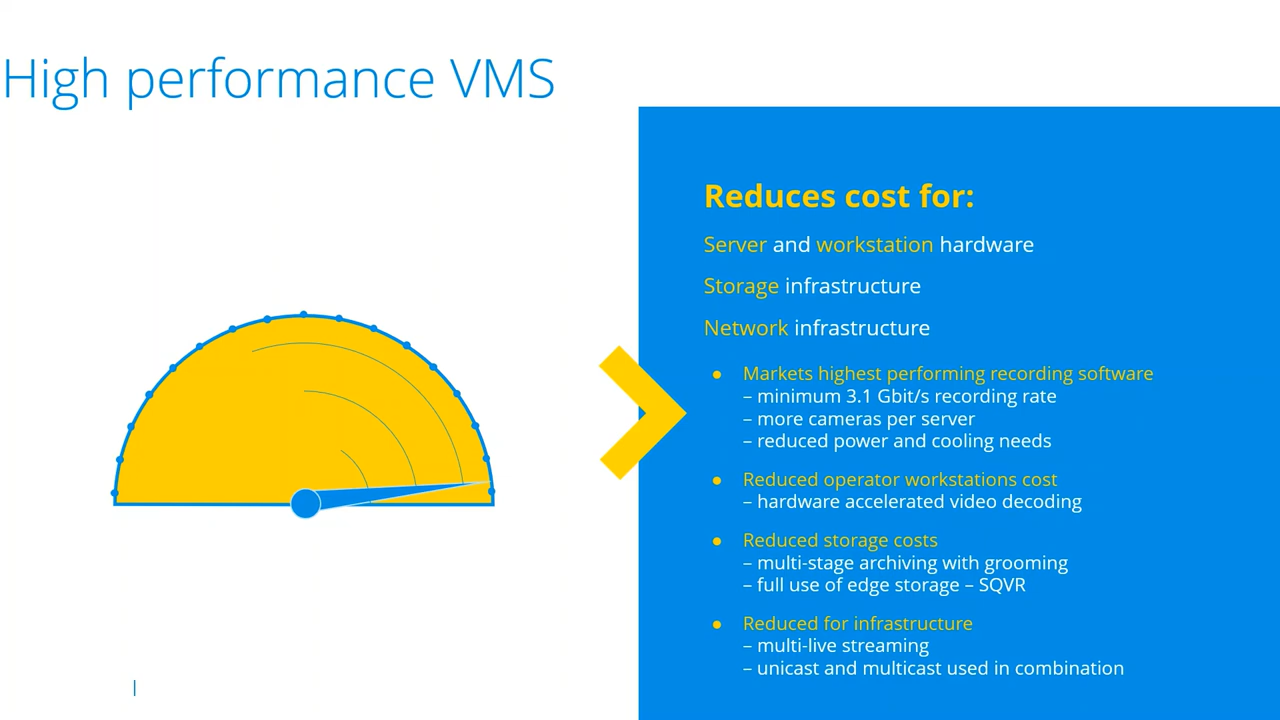 High performance VMS
Reduces cost for:
Server and workstation hardware
Storage infrastructure
Network infrastructure
● Markets highest performing recording software
– minimum 3.1 Gbit/s recording rate
– more cameras per server
– reduced power and cooling needs
● Reduced operator workstations cost
– hardware accelerated video decoding
● Reduced storage costs
– multi-stage archiving with grooming
– full use of edge storage – SQVR
● Reduced for infrastructure
– multi-live streaming
– unicast and multicast used in combination